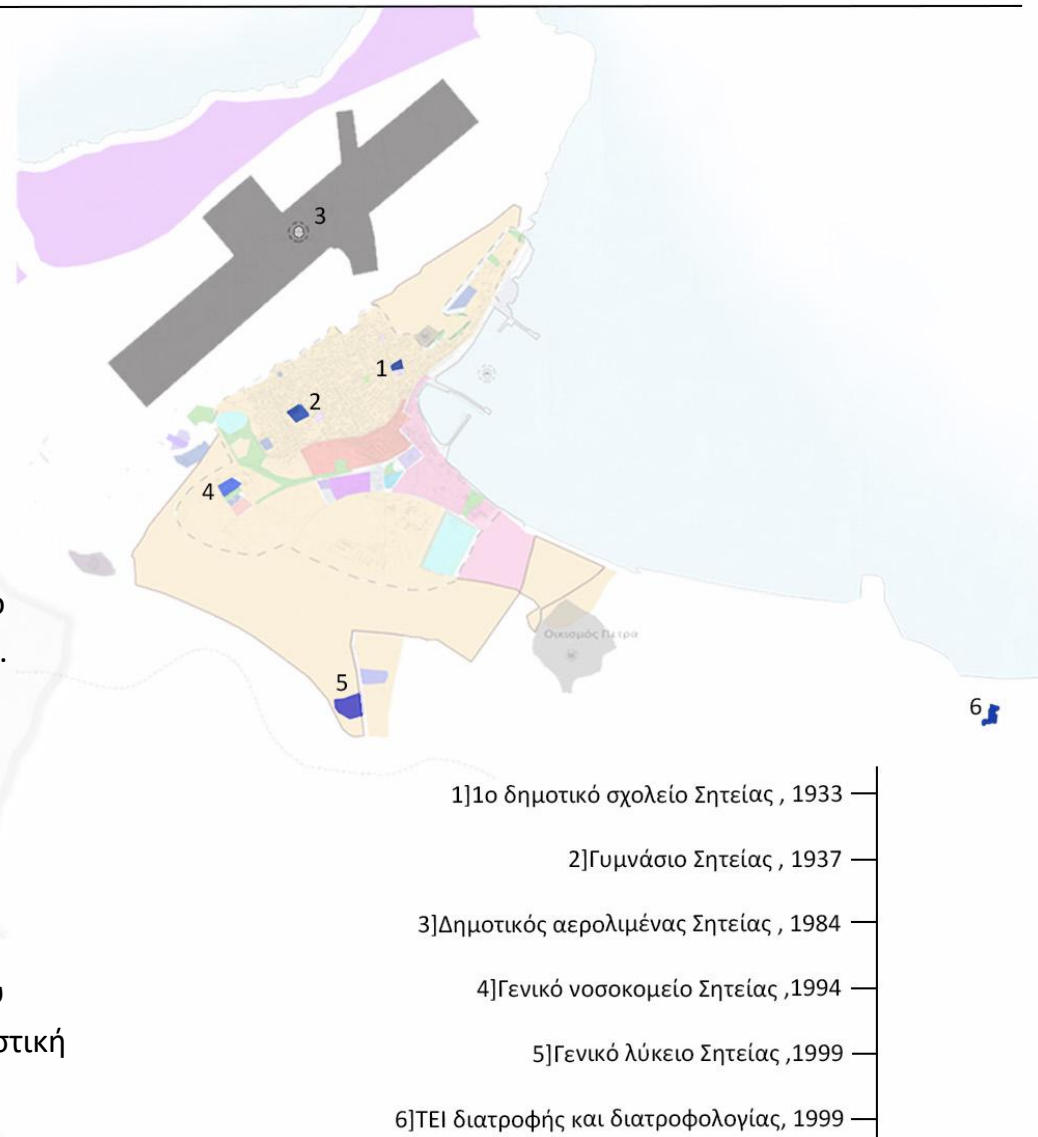 3
1
2
4
ο
.
Οικισμός Πετρα
5
6
1]1ο δημοτικό σχολείο Σητείας , 1933
2]Γυμνάσιο Σητείας , 1937
3]Δημοτικός αερολιμένας Σητείας , 1984
4]Γενικό νοσοκομείο Σητείας ,1994
υ
στική
5]Γενικό λύκειο Σητείας ,1999
6]ΤΕΙ διατροφής και διατροφολογίας, 1999